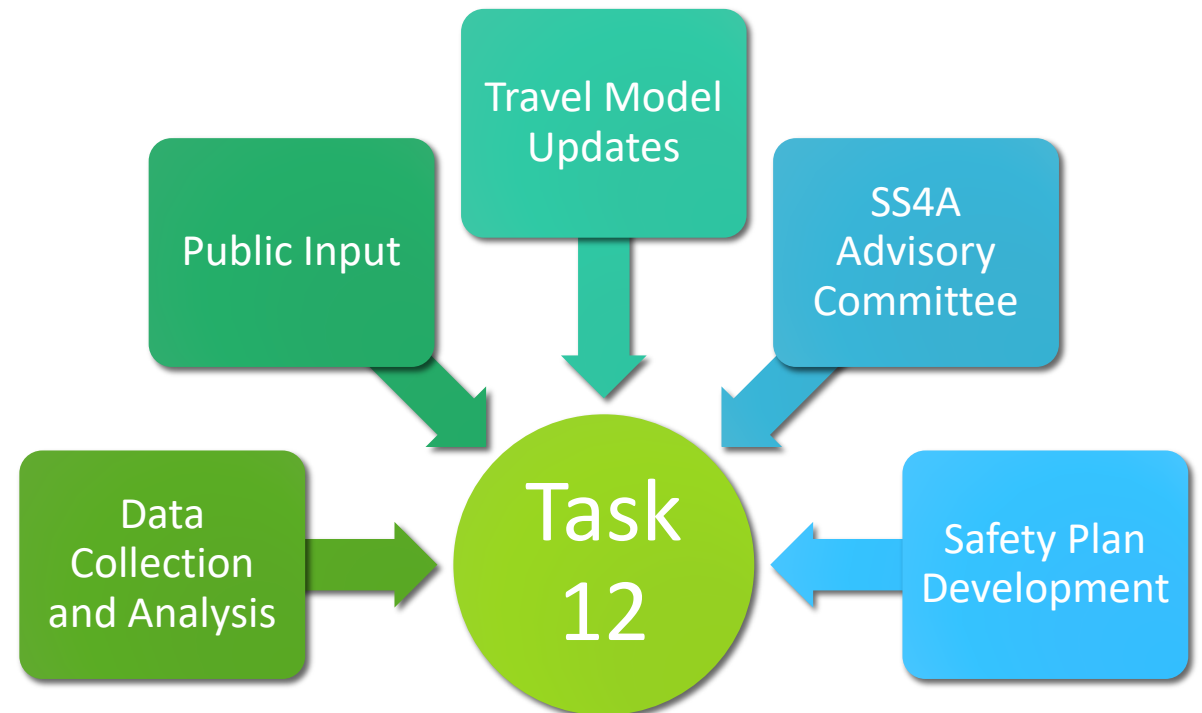 Travel Model
Updates
Public Input
SS4A
Advisory
Committee
Data
Collection
and Analysis
Task
12
Safety Plan
Development